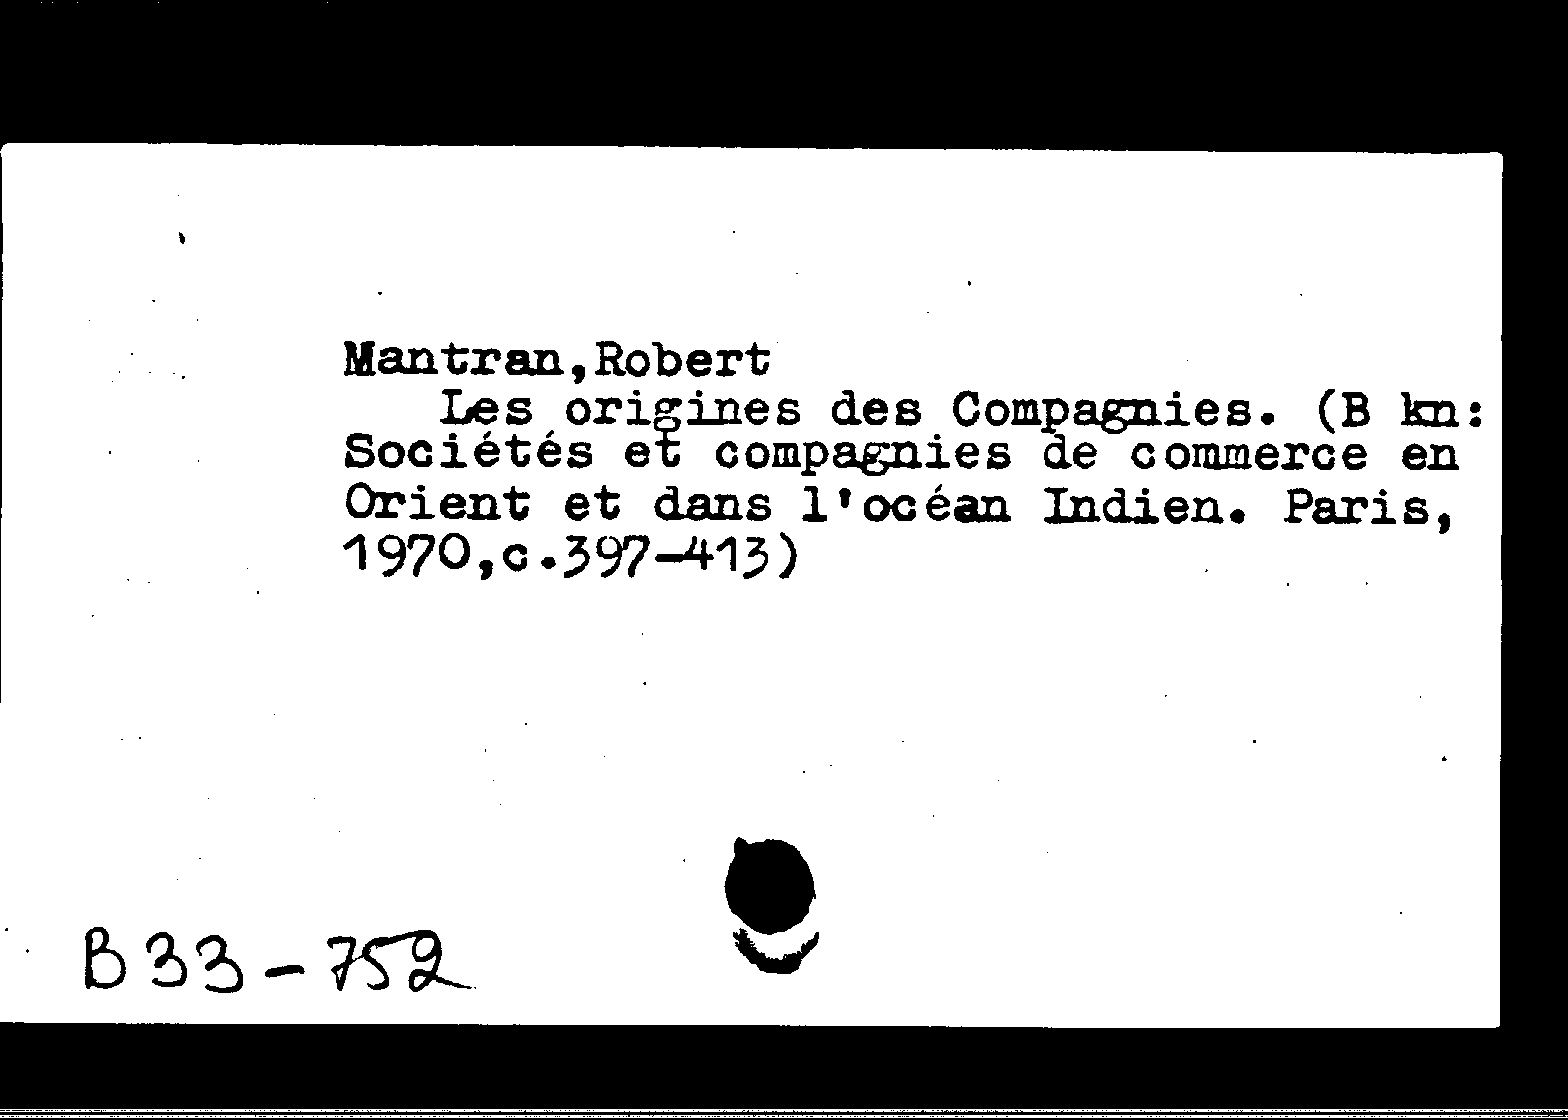 Mantran,Robert
Les origines des Compagnies. (В kn:
Sociétés et compagnies de commerce en
Orient et dans l'océan Indien. Paris,
1970,c.397-413)
B33-752